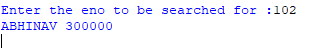 Enter the eno to be searched for :102
ABHINAV 300000